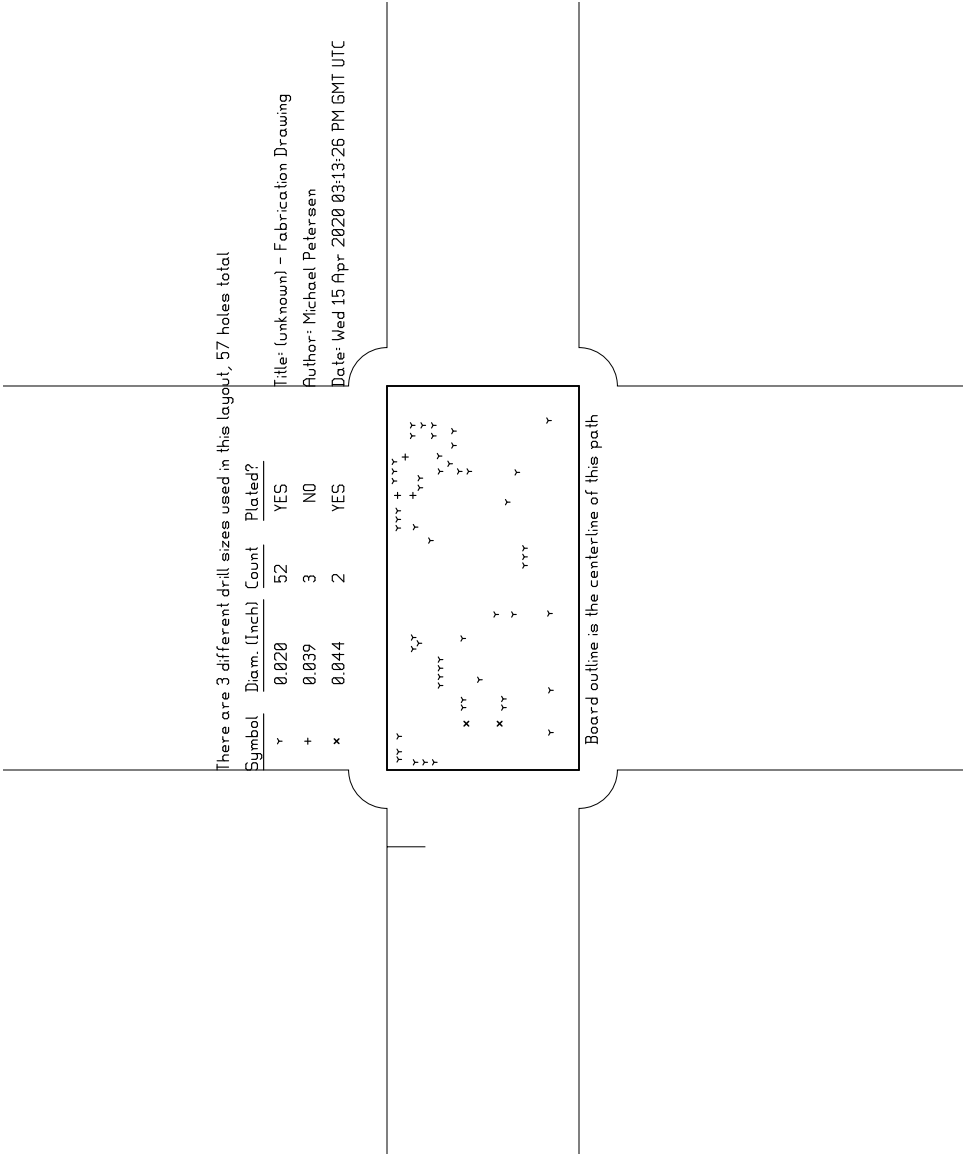 There are 3 different drill sizes used in this layout, 57 holes total
Symbol Diam. (Inch) Count Plated?
Y 0.020 52 YES
+ 0.039 3 NO
× 0.044 2 YES
Title: (unknown) - Fabrication Drawing
Author: Michael Petersen
Date: Wed 15 Apr 2020 03:13:26 PM GMT UTC
Board outline is the centerline of this path